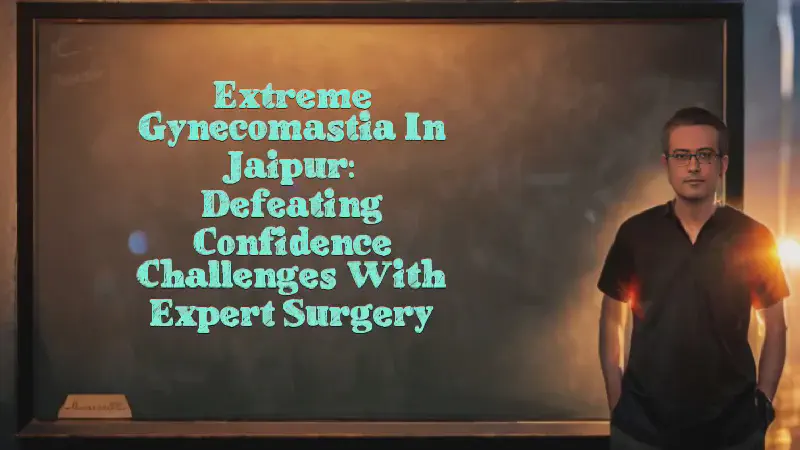 Extreme
Gynecomastia In
Jaipur:
Defeating
Confidence
Challenges With
Expert Surgery